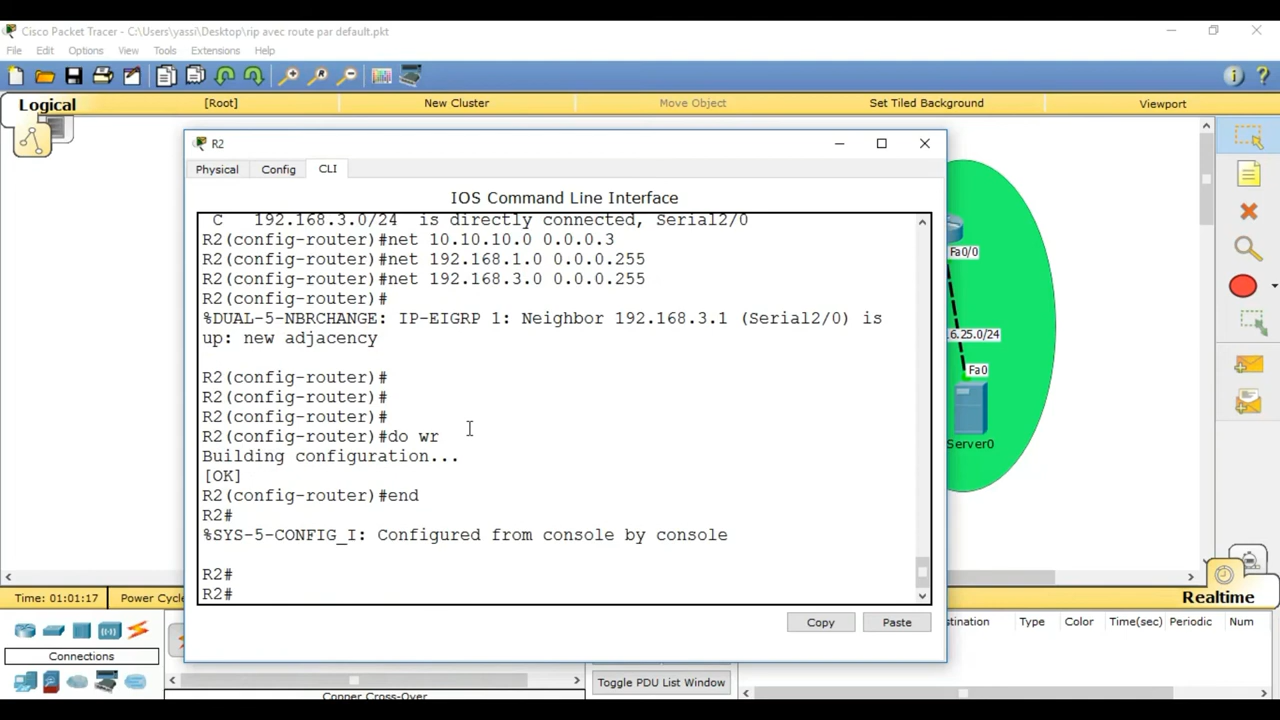 Cisco Packet Tracer - C:\Users\yassi\Desktop\rip avec route par default.pkt
File Edit Options View Tools Extensions Help
Logical [Root] New Cluster Move Object Set Tiled Background Viewport
R2
Physical Config CLI
IOS Command Line Interface
C 192.168.3.0/24 is directly connected, Serial2/0
R2(config-router)#net 10.10.10.0 0.0.0.3
R2(config-router)#net 192.168.1.0 0.0.0.255
R2(config-router)#net 192.168.3.0 0.0.0.255
R2(config-router)#
%DUAL-5-NBRCHANGE: IP-EIGRP 1: Neighbor 192.168.3.1 (Serial2/0) is
up: new adjacency
R2(config-router)#
R2(config-router)#
R2(config-router)#
R2(config-router)#do wr
Building configuration...
[OK]
R2(config-router)#end
R2#
%SYS-5-CONFIG_I: Configured from console by console
R2#
R2#
Copy Paste
Fa0/0
6.25.0/24
Fa0
Server0
Time: 01:01:17 Power Cyc
Realtime
stination Type Color Time(sec) Periodic Num
Connections
Toggle PDU List Window
Copper Cross-Over